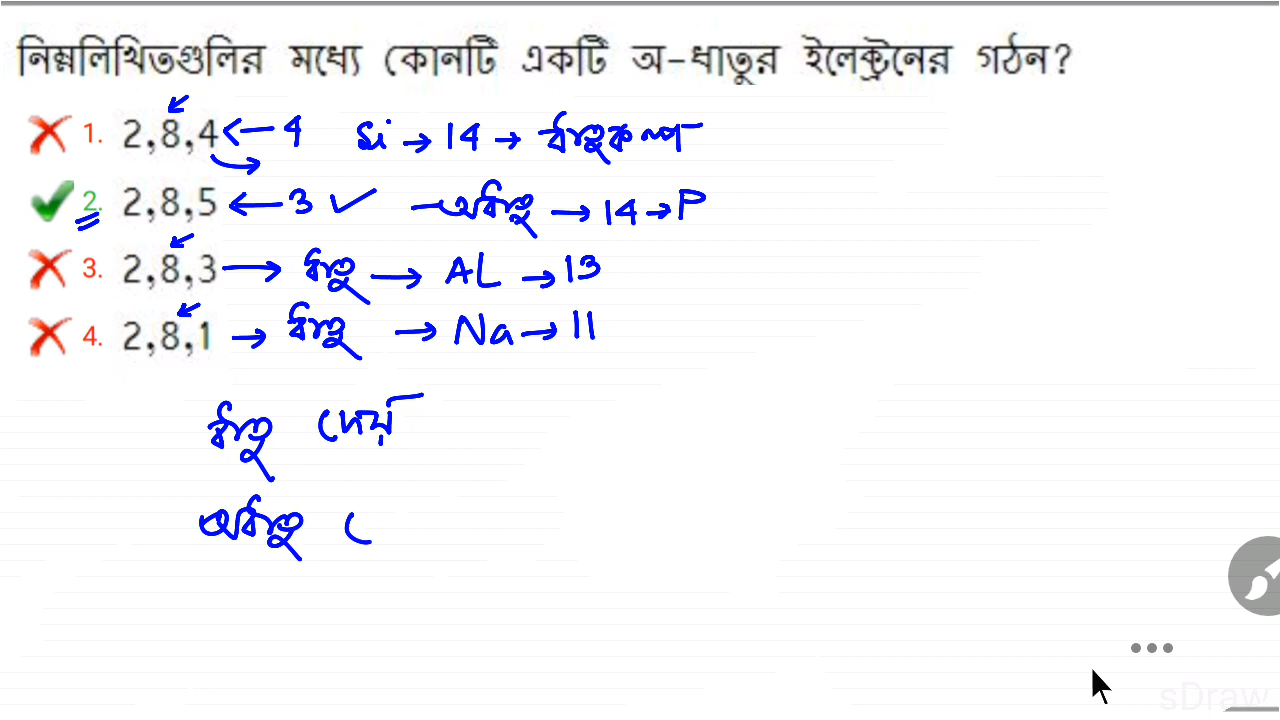 নিম্নলিখিতগুলির মধ্যে কোনটি একটি অ-ধাতুর ইলেক্ট্রনের গঠন?
1. 2,8,4 ← 4 Si → 14 → ধাতুকল্প
2. 2,8,5 ← 3 ✓ – অধাতু → 14 → P
3. 2,8,3 → ধাতু → AL → 13
4. 2,8,1 → ধাতু → Na → 11
ধাতু দেয়
অধাতু
sDraw